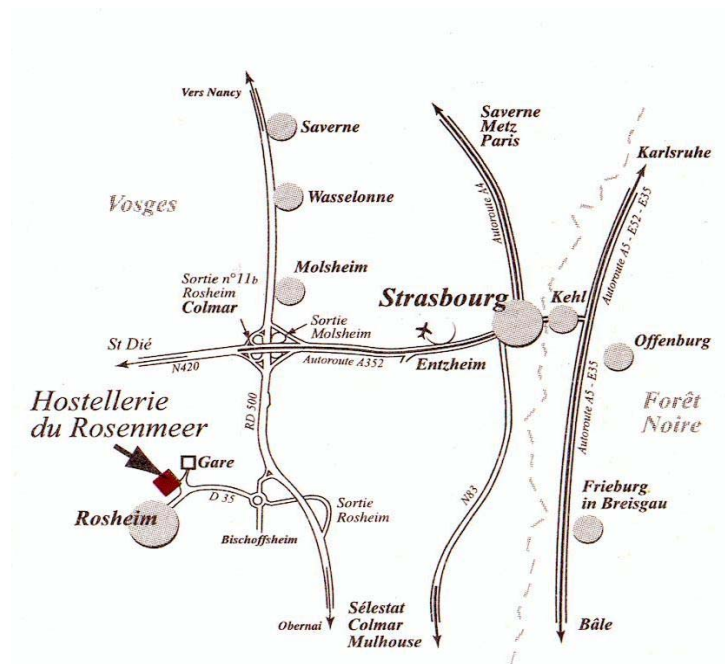 Vers Nancy
Saverne
Wasselonne
Vosges
Molsheim
Sortie n°11b
Rosheim
Colmar
Sortie
Molsheim
St Dié
N420
Autoroute A352
Entzheim
Strasbourg
Saverne
Metz
Paris
Autoroute A4
Kehl
Karlsruhe
Autoroute A5 - E52 - E35
Offenburg
Autoroute A5 - E35
Forêt
Noire
Hostellerie
du Rosenmeer
Gare
RD 500
D 35
Rosheim
Bischoffsheim
Sortie
Rosheim
N83
Frieburg
in Breisgau
Obernai
Sélestat
Colmar
Mulhouse
Bâle